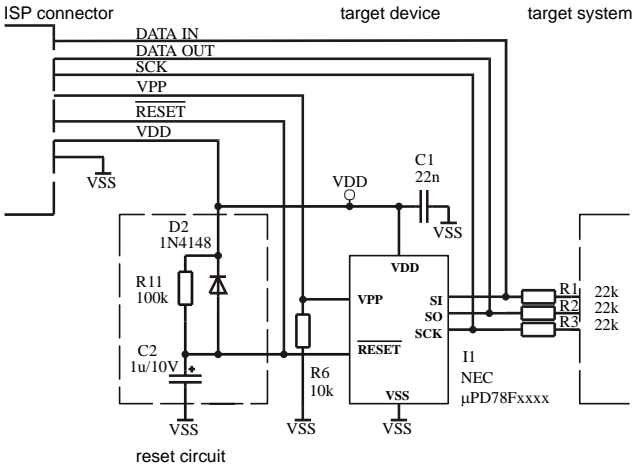 ISP connector
target device
target system
DATA IN
DATA OUT
SCK
VPP
RESET
VDD
VSS
C1
22n
VDD
VSS
D2
1N4148
R11
100k
C2
1u/10V
+
VSS
reset circuit
R6
10k
VSS
VDD
VPP
RESET
SI
SO
SCK
VSS
VSS
I1
NEC
µPD78Fxxxx
R1 22k
R2 22k
R3 22k